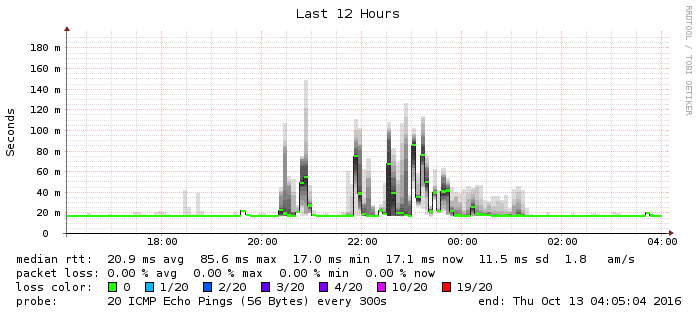 Last 12 Hours
RRDTOOL / TOBI OETIKER
Seconds
180 m
160 m
140 m
120 m
100 m
80 m
60 m
40 m
20 m
0
18:00 20:00 22:00 00:00 02:00 04:00
median rtt: 20.9 ms avg 85.6 ms max 17.0 ms min 17.1 ms now 11.5 ms sd 1.8 am/s
packet loss: 0.00 % avg 0.00 % max 0.00 % min 0.00 % now
loss color: 0 1/20 2/20 3/20 4/20 10/20 19/20
probe: 20 ICMP Echo Pings (56 Bytes) every 300s end: Thu Oct 13 04:05:04 2016